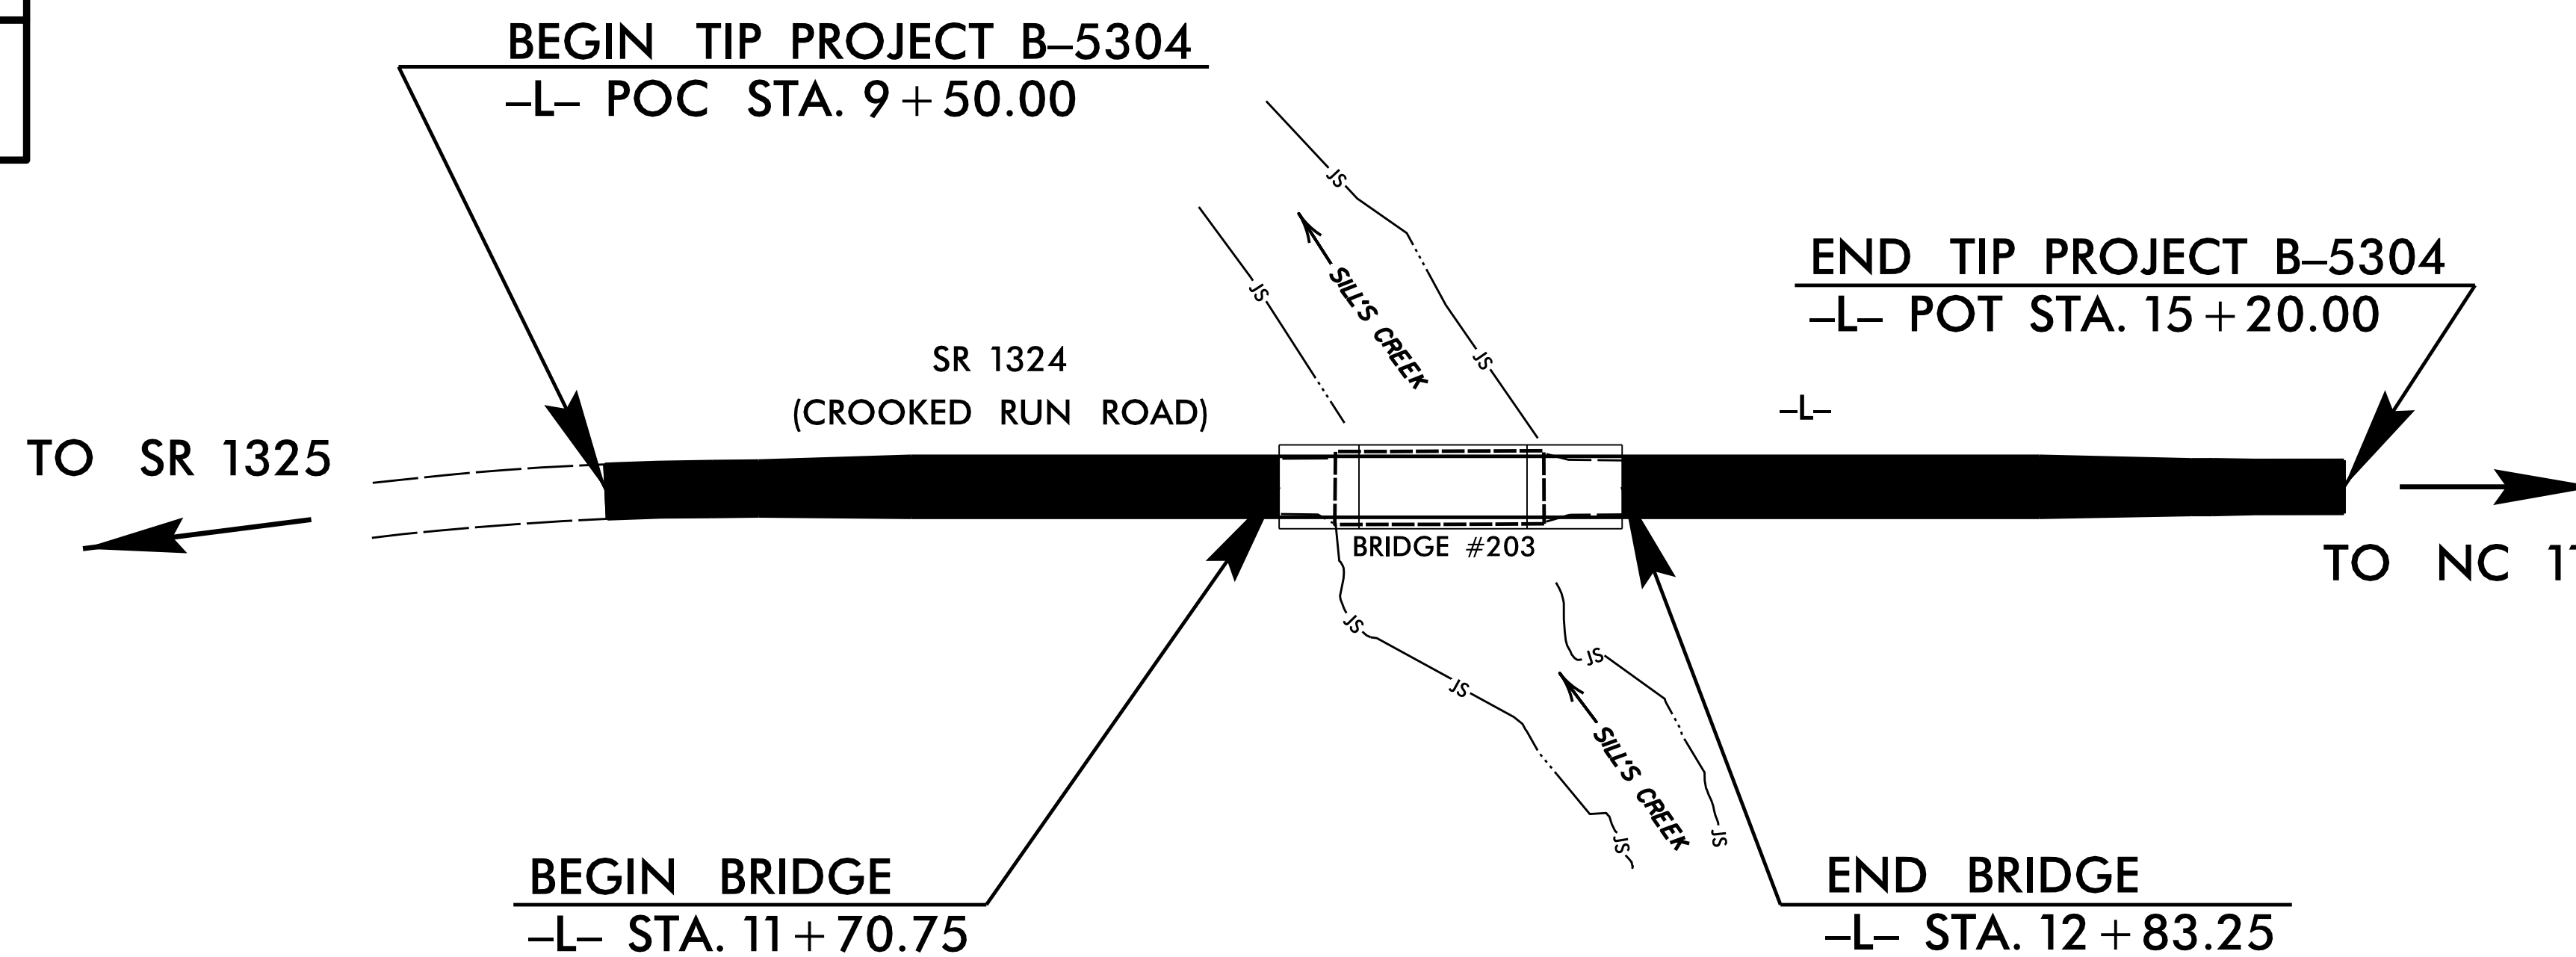 BEGIN TIP PROJECT B–5304
–L– POC STA. 9+50.00
JS
JS
SILL'S CREEK
JS
END TIP PROJECT B–5304
–L– POT STA. 15+20.00
SR 1324
(CROOKED RUN ROAD)
–L–
TO SR 1325
BRIDGE #203
TO NC
JS
JS
JS
SILL'S CREEK
JS
JS
BEGIN BRIDGE
–L– STA. 11+70.75
END BRIDGE
–L– STA. 12+83.25